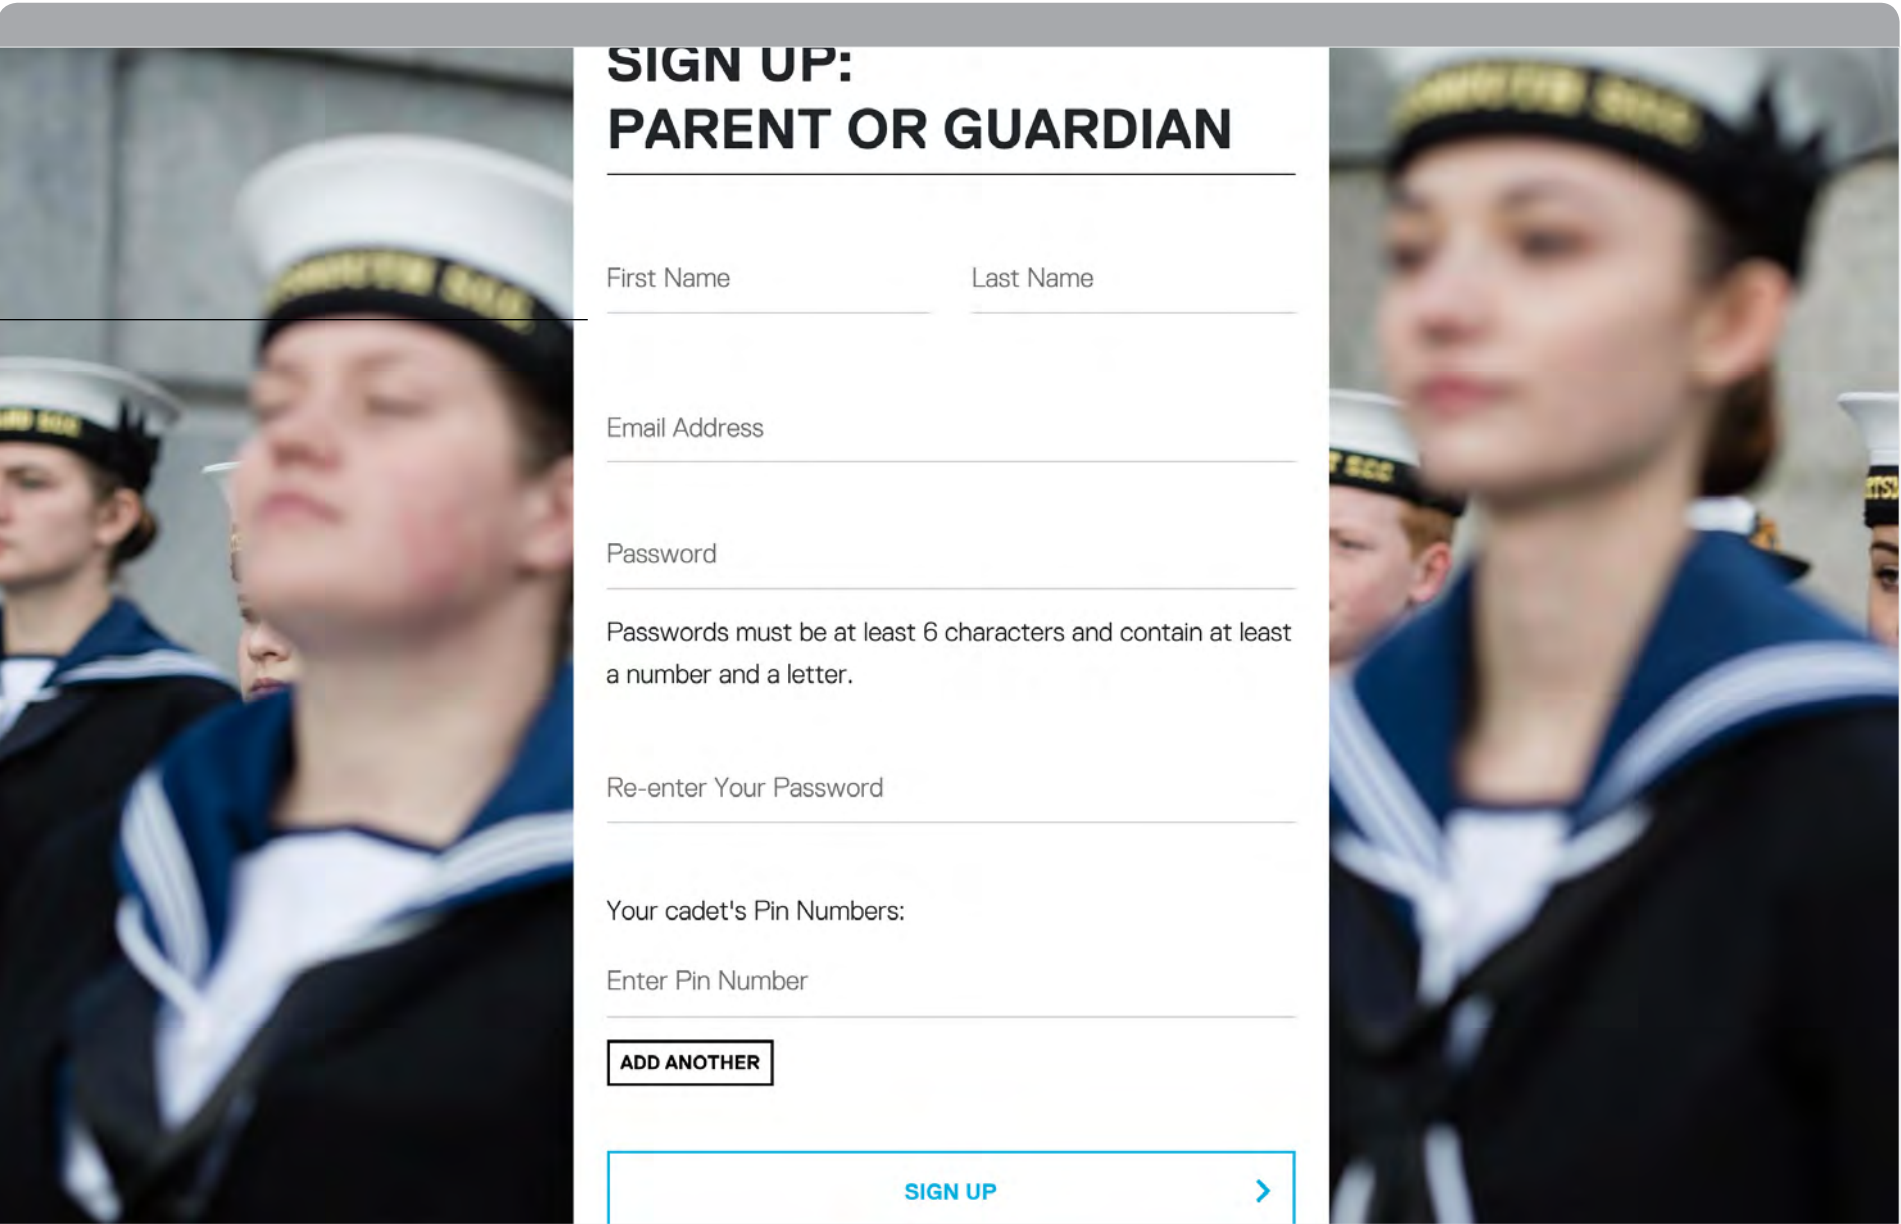 SIGN UP:
PARENT OR GUARDIAN
First Name
Last Name
Email Address
Password
Passwords must be at least 6 characters and contain at least
a number and a letter.
Re-enter Your Password
Your cadet's Pin Numbers:
Enter Pin Number
ADD ANOTHER
SIGN UP
SCC